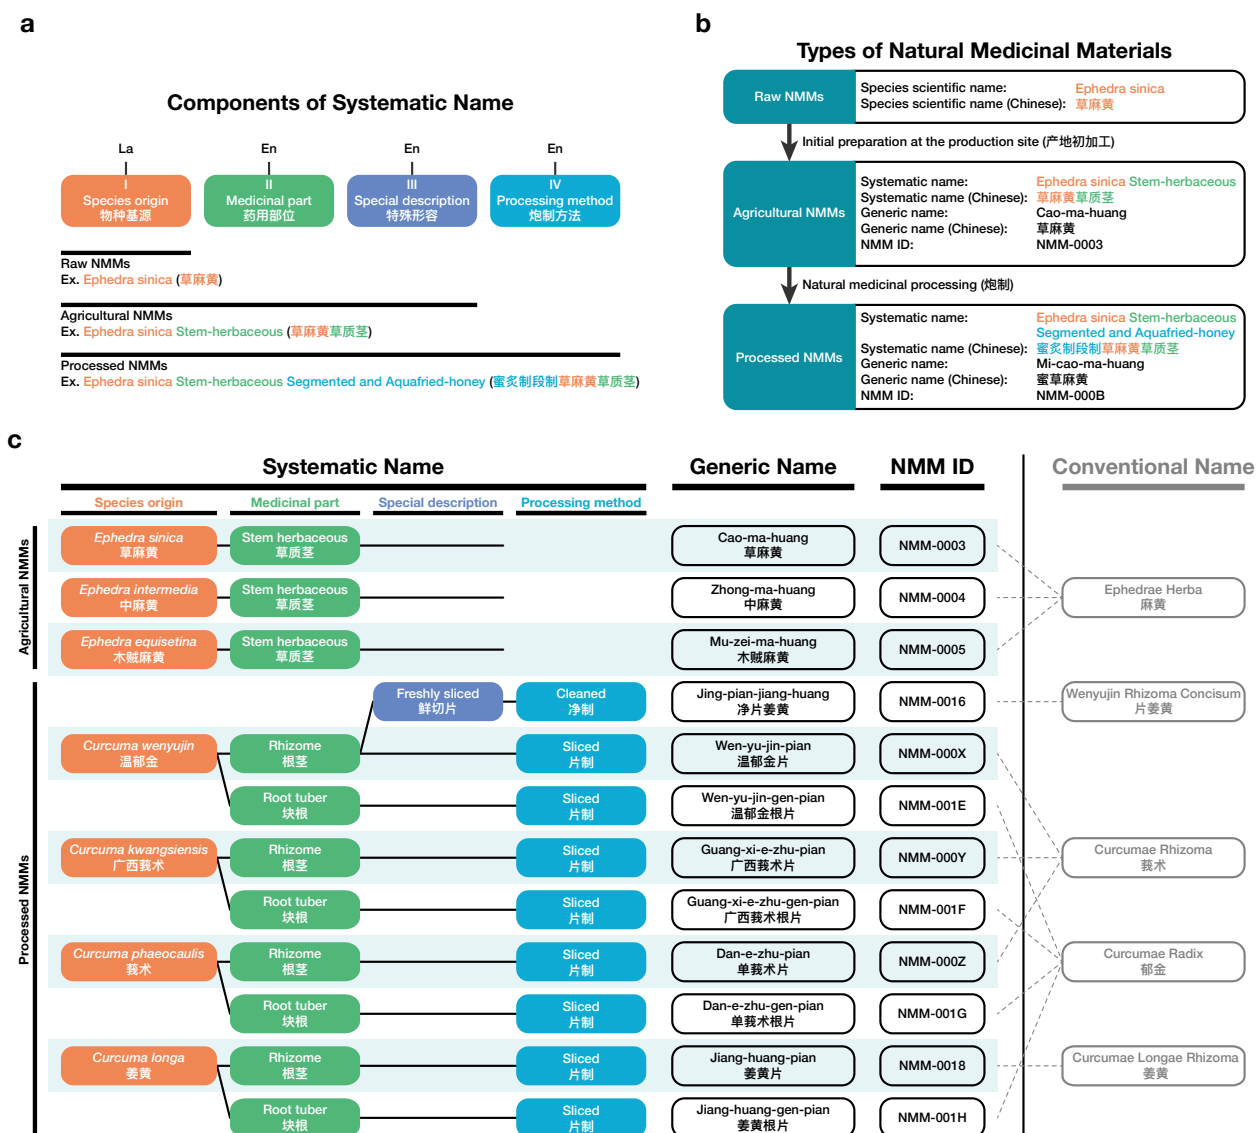 a
Components of Systematic Name
La
En
En
En
I
Species origin
物种基源
II
Medicinal part
药用部位
III
Special description
特殊形容
IV
Processing method
炮制方法
Raw NMMs
Ex. Ephedra sinica (草麻黄)
Agricultural NMMs
Ex. Ephedra sinica Stem-herbaceous (草麻黄草质茎)
Processed NMMs
Ex. Ephedra sinica Stem-herbaceous Segmented and Aquafried-honey (蜜炙制段制草麻黄草质茎)
b
Types of Natural Medicinal Materials
Raw NMMs
Species scientific name: Ephedra sinica
Species scientific name (Chinese): 草麻黄
Initial preparation at the production site (产地初加工)
Agricultural NMMs
Systematic name: Ephedra sinica Stem-herbaceous
Systematic name (Chinese): 草麻黄草质茎
Generic name: Cao-ma-huang
Generic name (Chinese): 草麻黄
NMM ID: NMM-0003
Natural medicinal processing (炮制)
Processed NMMs
Systematic name: Ephedra sinica Stem-herbaceous
Segmented and Aquafried-honey
Systematic name (Chinese): 蜜炙制段制草麻黄草质茎
Generic name: Mi-cao-ma-huang
Generic name (Chinese): 蜜草麻黄
NMM ID: NMM-000B
c
Systematic Name
Generic Name
NMM ID
Conventional Name
Species origin
Medicinal part
Special description
Processing method
Agricultural NMMs
Ephedra sinica
草麻黄
Stem herbaceous
草质茎
Cao-ma-huang
草麻黄
NMM-0003
Ephedra intermedia
中麻黄
Stem herbaceous
草质茎
Zhong-ma-huang
中麻黄
NMM-0004
Ephedrae Herba
麻黄
Ephedra equisetina
木贼麻黄
Stem herbaceous
草质茎
Mu-zei-ma-huang
木贼麻黄
NMM-0005
Processed NMMs
Freshly sliced
鲜切片
Cleaned
净制
Jing-pian-jiang-huang
净片姜黄
NMM-0016
Wenyujin Rhizoma Concisum
片姜黄
Curcuma wenyujin
温郁金
Rhizome
根茎
Sliced
片制
Wen-yu-jin-pian
温郁金片
NMM-000X
Root tuber
块根
Sliced
片制
Wen-yu-jin-gen-pian
温郁金根片
NMM-001E
Curcuma kwangsiensis
广西莪术
Rhizome
根茎
Sliced
片制
Guang-xi-e-zhu-pian
广西莪术片
NMM-000Y
Curcumae Rhizoma
莪术
Root tuber
块根
Sliced
片制
Guang-xi-e-zhu-gen-pian
广西莪术根片
NMM-001F
Curcuma phaeocaulis
莪术
Rhizome
根茎
Sliced
片制
Dan-e-zhu-pian
单莪术片
NMM-000Z
Curcumae Radix
郁金
Root tuber
块根
Sliced
片制
Dan-e-zhu-gen-pian
单莪术根片
NMM-001G
Curcuma longa
姜黄
Rhizome
根茎
Sliced
片制
Jiang-huang-pian
姜黄片
NMM-0018
Curcumae Longae Rhizoma
姜黄
Root tuber
块根
Sliced
片制
Jiang-huang-gen-pian
姜黄根片
NMM-001H